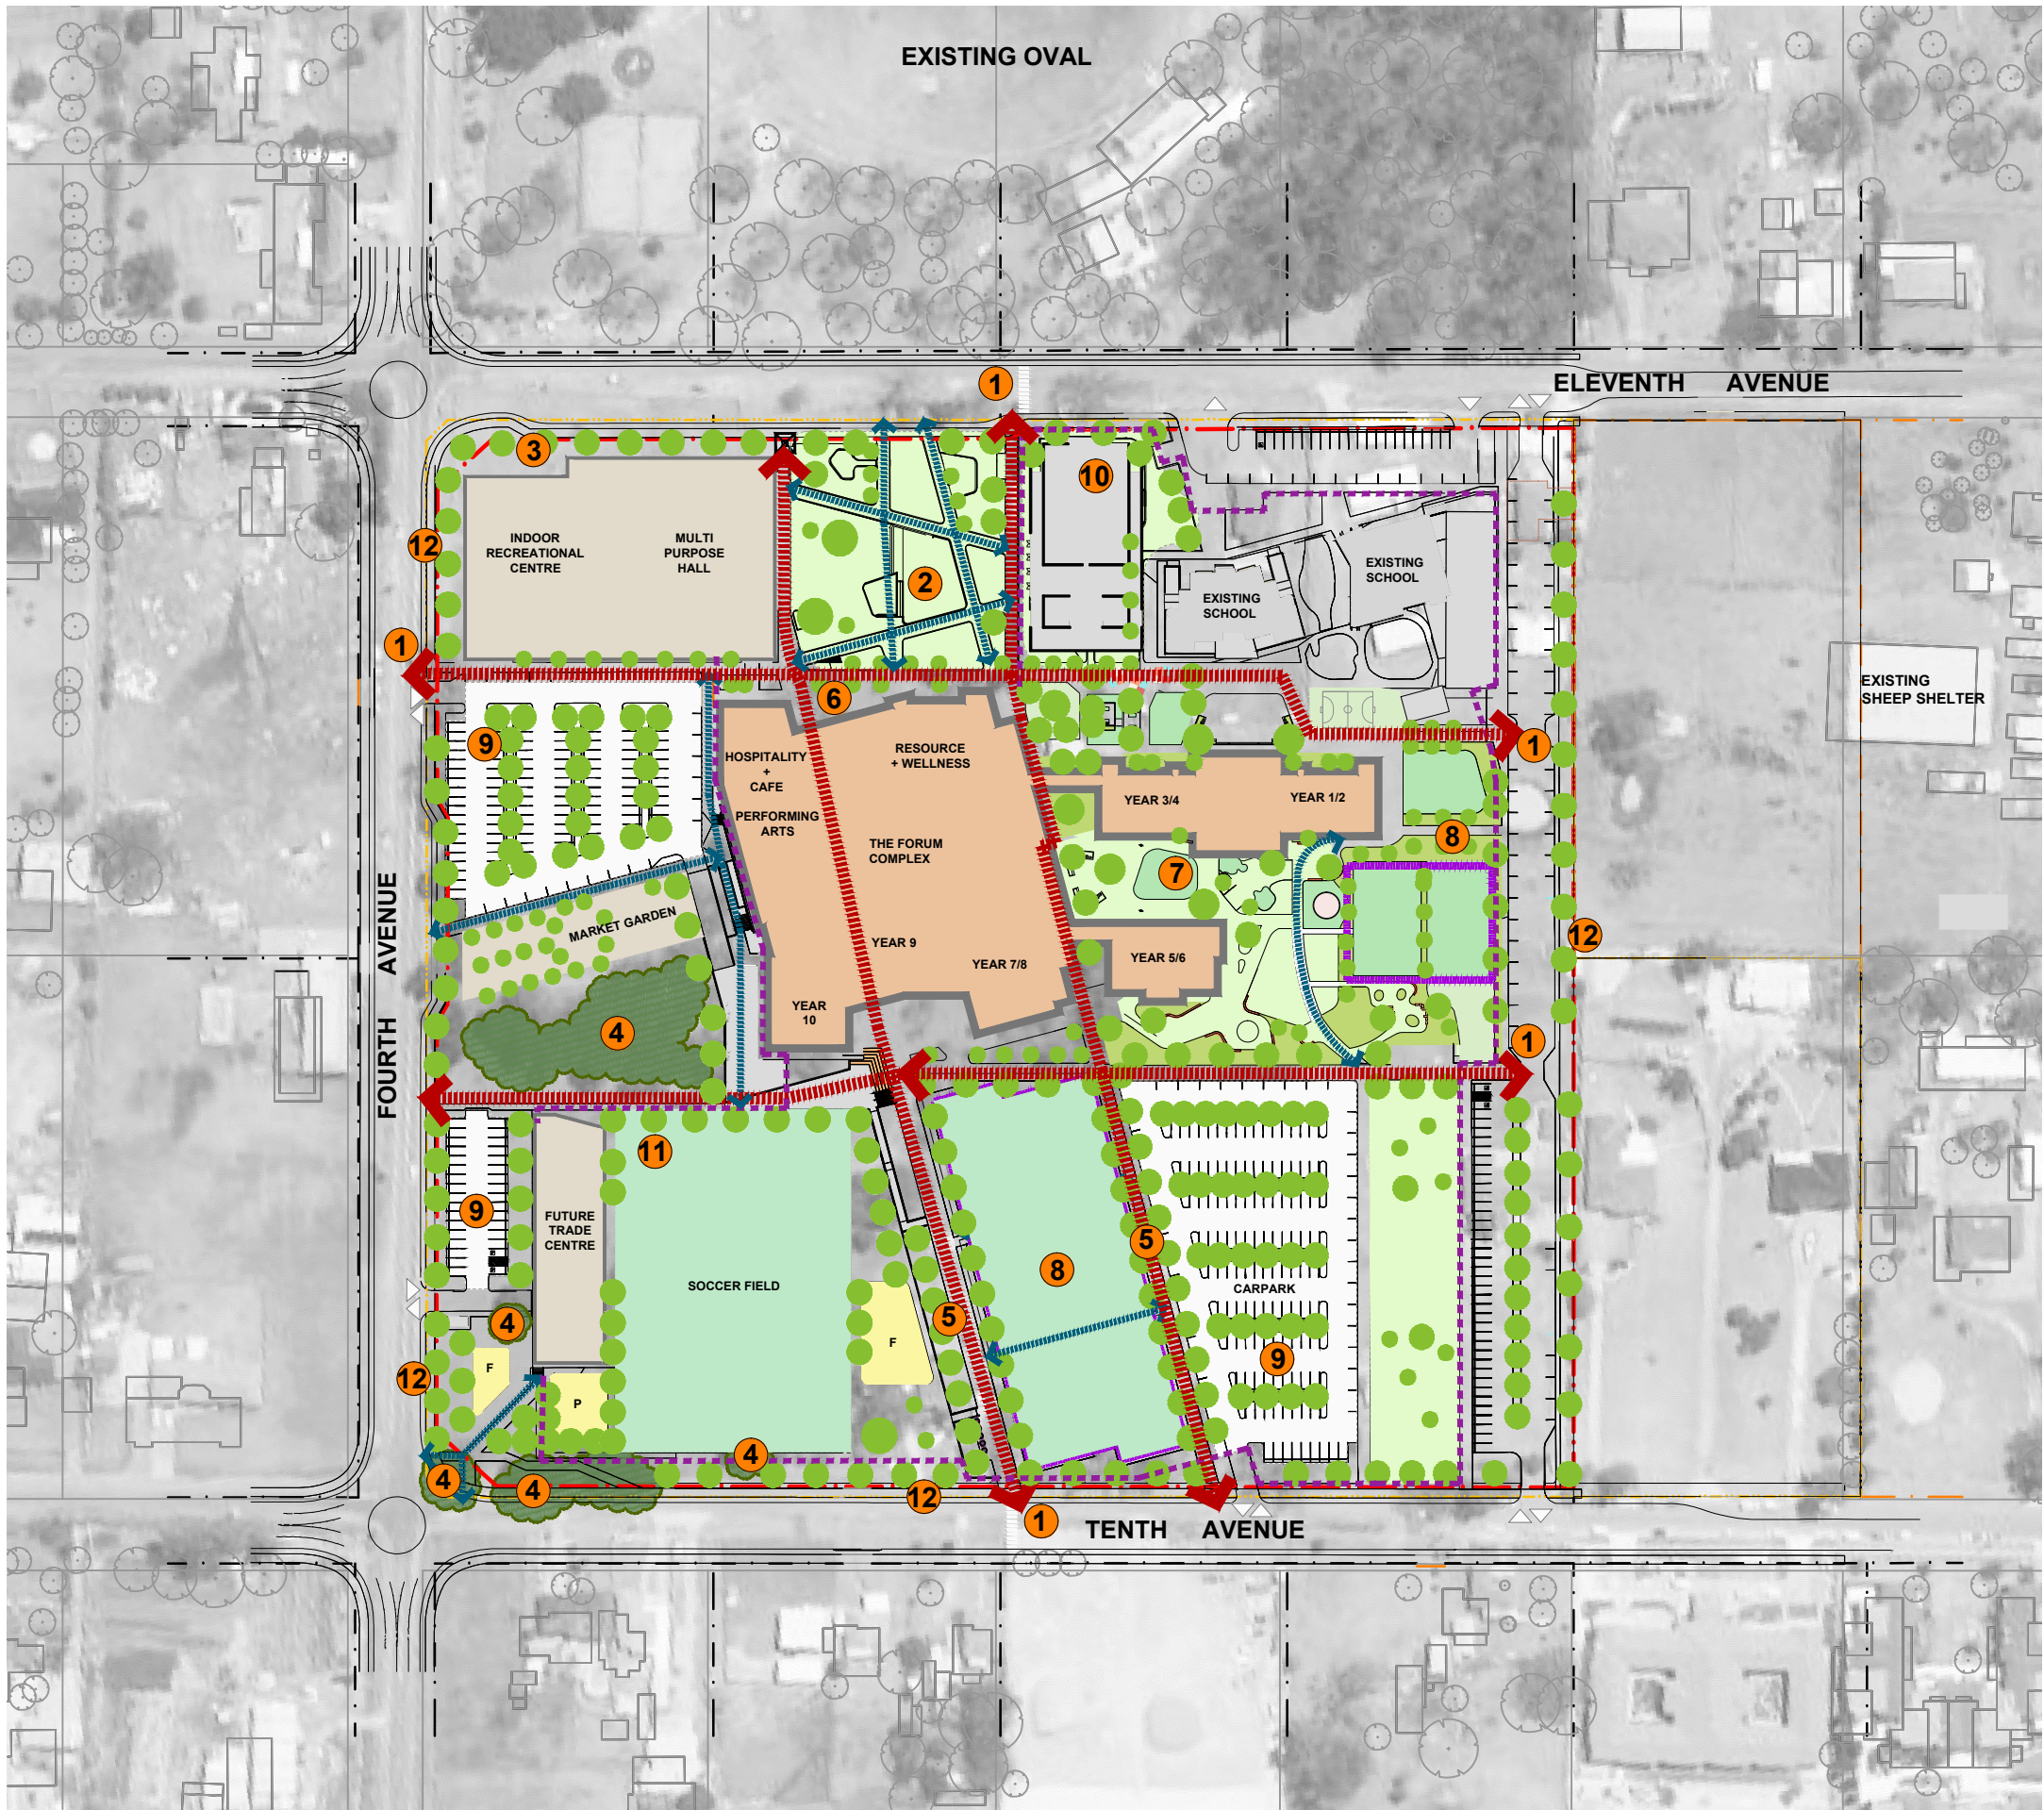 EXISTING OVAL
1
ELEVENTH AVENUE
3
10
12
INDOOR
RECREATIONAL
CENTRE
MULTI
PURPOSE
HALL
2
EXISTING
SCHOOL
EXISTING
SCHOOL
1
EXISTING
SHEEP SHELTER
6
9
1
HOSPITALITY
+
CAFE
RESOURCE
+ WELLNESS
PERFORMING
ARTS
YEAR 3/4
YEAR 1/2
8
THE FORUM
COMPLEX
7
FOURTH AVENUE
MARKET GARDEN
12
YEAR 9
YEAR 7/8
YEAR 5/6
YEAR
10
4
1
11
9
FUTURE
TRADE
CENTRE
5
8
SOCCER FIELD
CARPARK
4
5
F
F
9
12
P
4
4
4
12
1
TENTH AVENUE